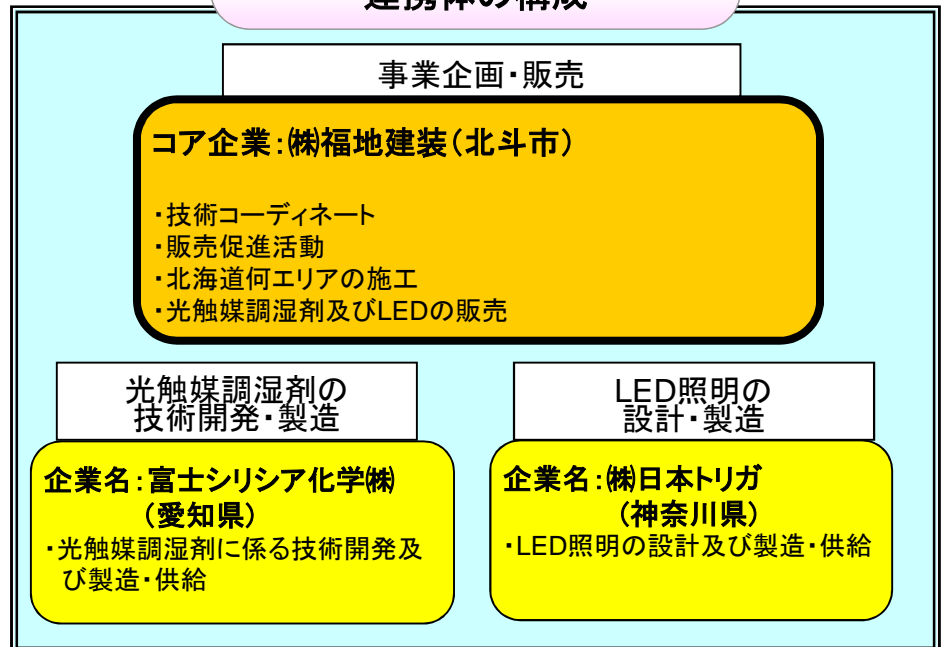 連携体の構成
事業企画・販売
コア企業：㈱福地建装（北斗市）
・技術コーディネート
・販売促進活動
・北海道何エリアの施工
・光触媒調湿剤及びLEDの販売
光触媒調湿剤の
技術開発・製造
企業名：富士シリシア化学㈱
（愛知県）
・光触媒調湿剤に係る技術開発及
び製造・供給
LED照明の
設計・製造
企業名：㈱日本トリガ
（神奈川県）
・LED照明の設計及び製造・供給